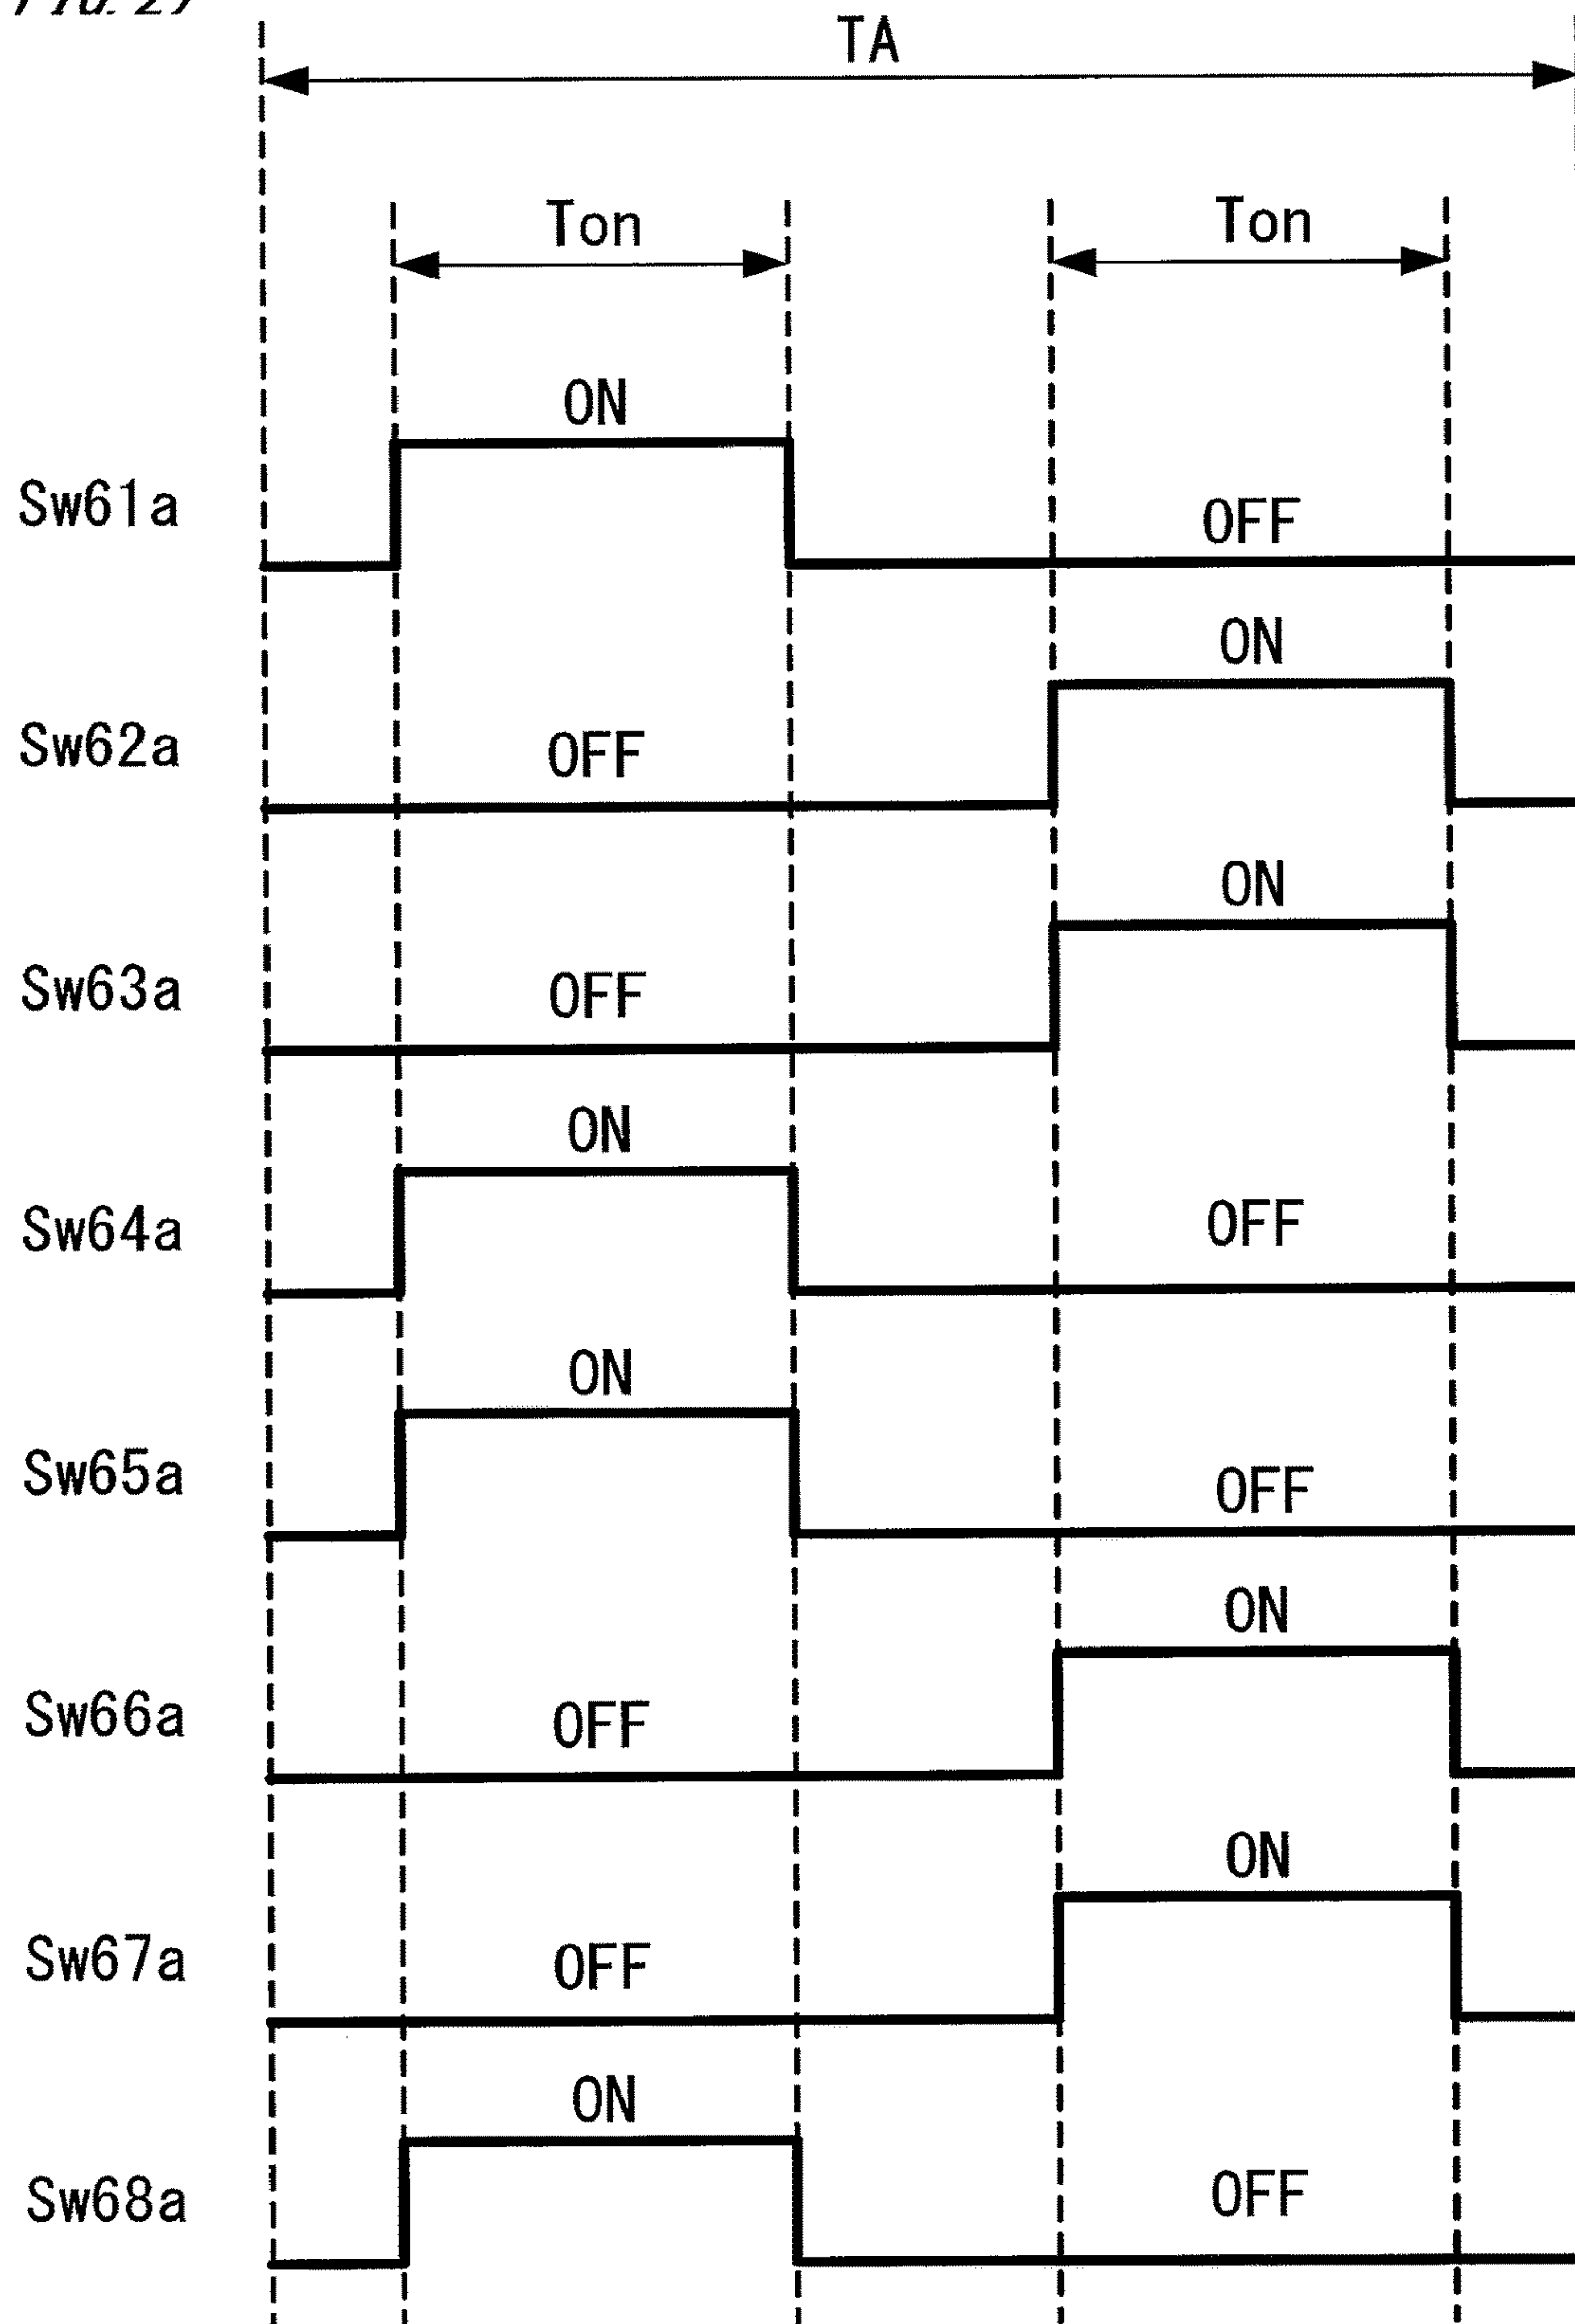 TA
Ton Ton
ON
Sw61a OFF
ON
Sw62a OFF
ON
Sw63a OFF
ON
Sw64a OFF
ON
Sw65a OFF
ON
Sw66a OFF
ON
Sw67a OFF
ON
Sw68a OFF